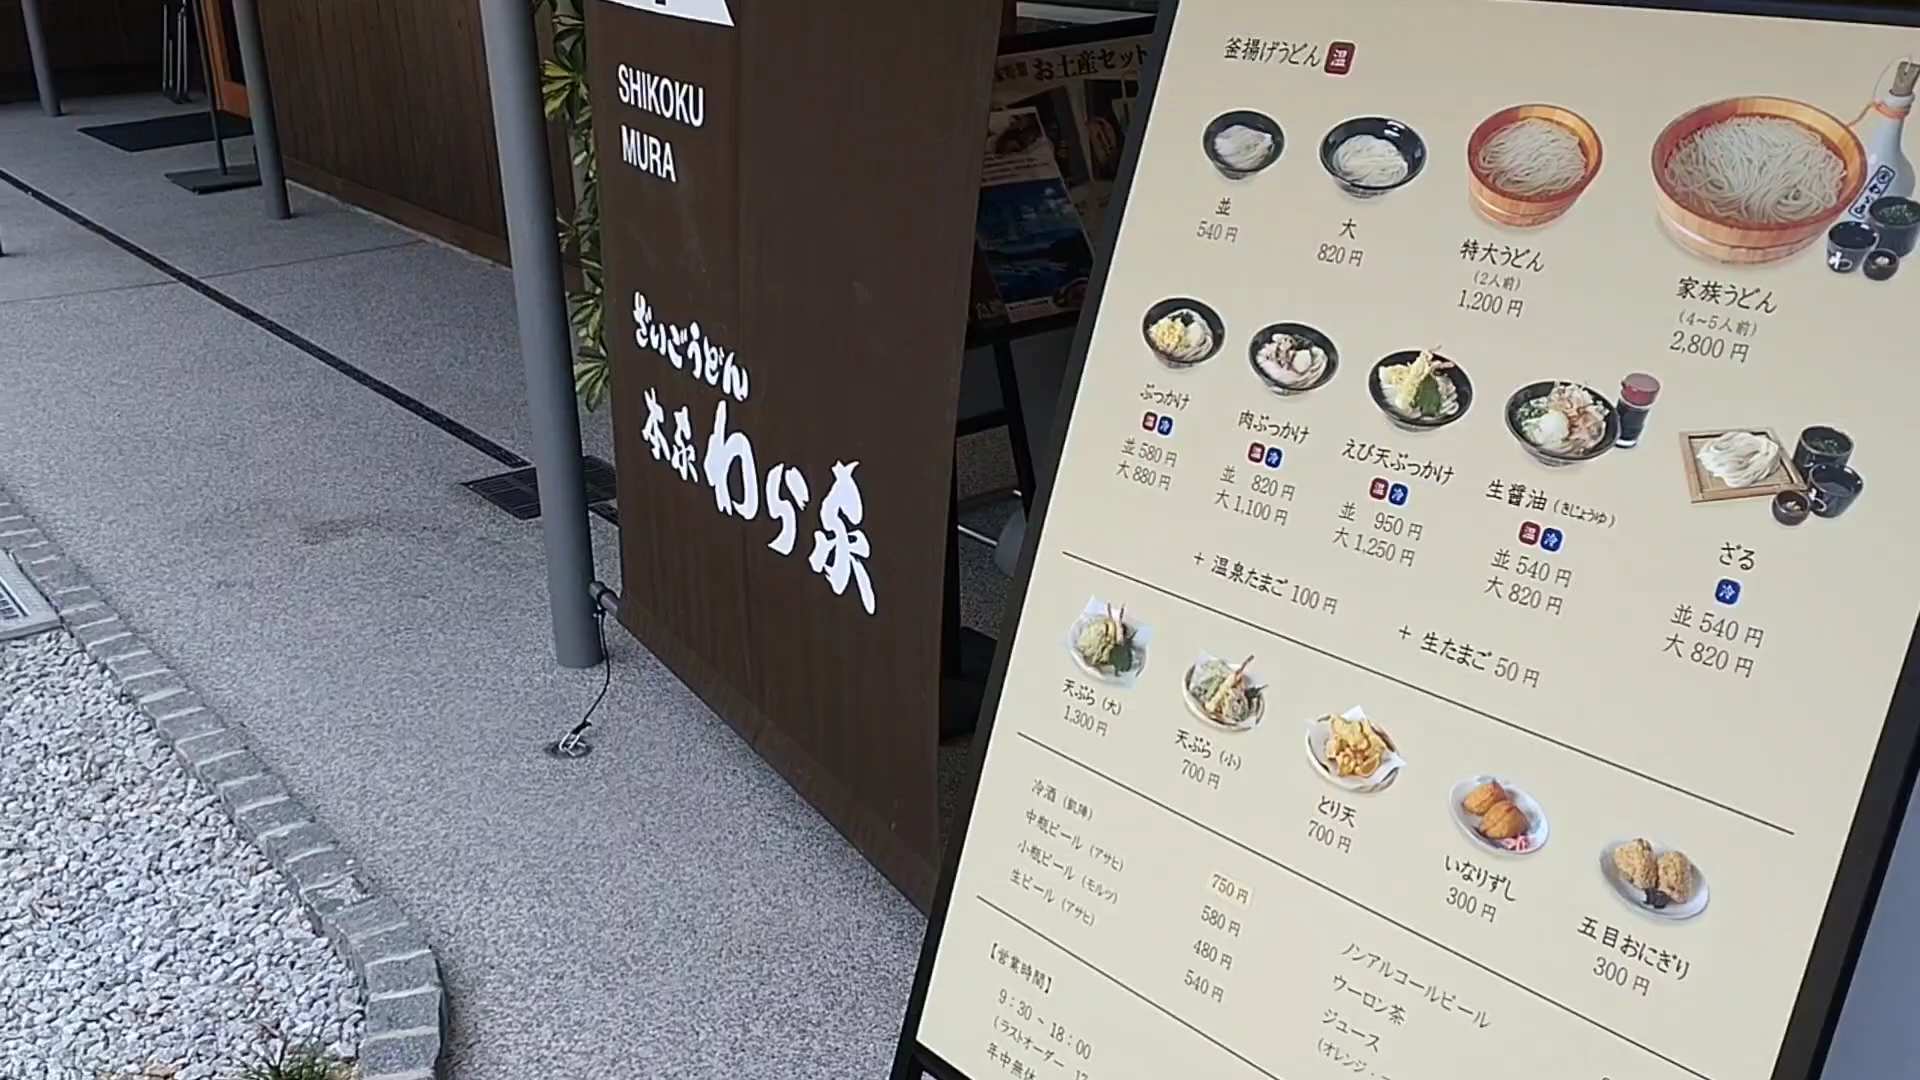 SHIKOKU
MURA
ざいごうどん
本家わら家
お土産セット
釜揚げうどん 温
並
540円
大
820円
特大うどん
(2人前)
1,200円
家族うどん
(4~5人前)
2,800円
ぶっかけ
温 冷
並 580円
大 880円
肉ぶっかけ
温 冷
並 820円
大 1,100円
えび天ぶっかけ
温 冷
並 950円
大 1,250円
生醤油(きじょうゆ)
温 冷
並 540円
大 820円
ざる
冷
並 540円
大 820円
+ 温泉たまご 100円
+ 生たまご 50円
天ぷら(大)
1,300円
天ぷら(小)
700円
とり天
700円
いなりずし
300円
五目おにぎり
300円
冷酒(凱陣) 750円
中瓶ビール(アサヒ) 580円
小瓶ビール(モルツ) 480円
生ビール(アサヒ) 540円
ノンアルコールビール
ウーロン茶
ジュース
(オレンジ・
【営業時間】
9:30~18:00
(ラストオーダー
年中無休